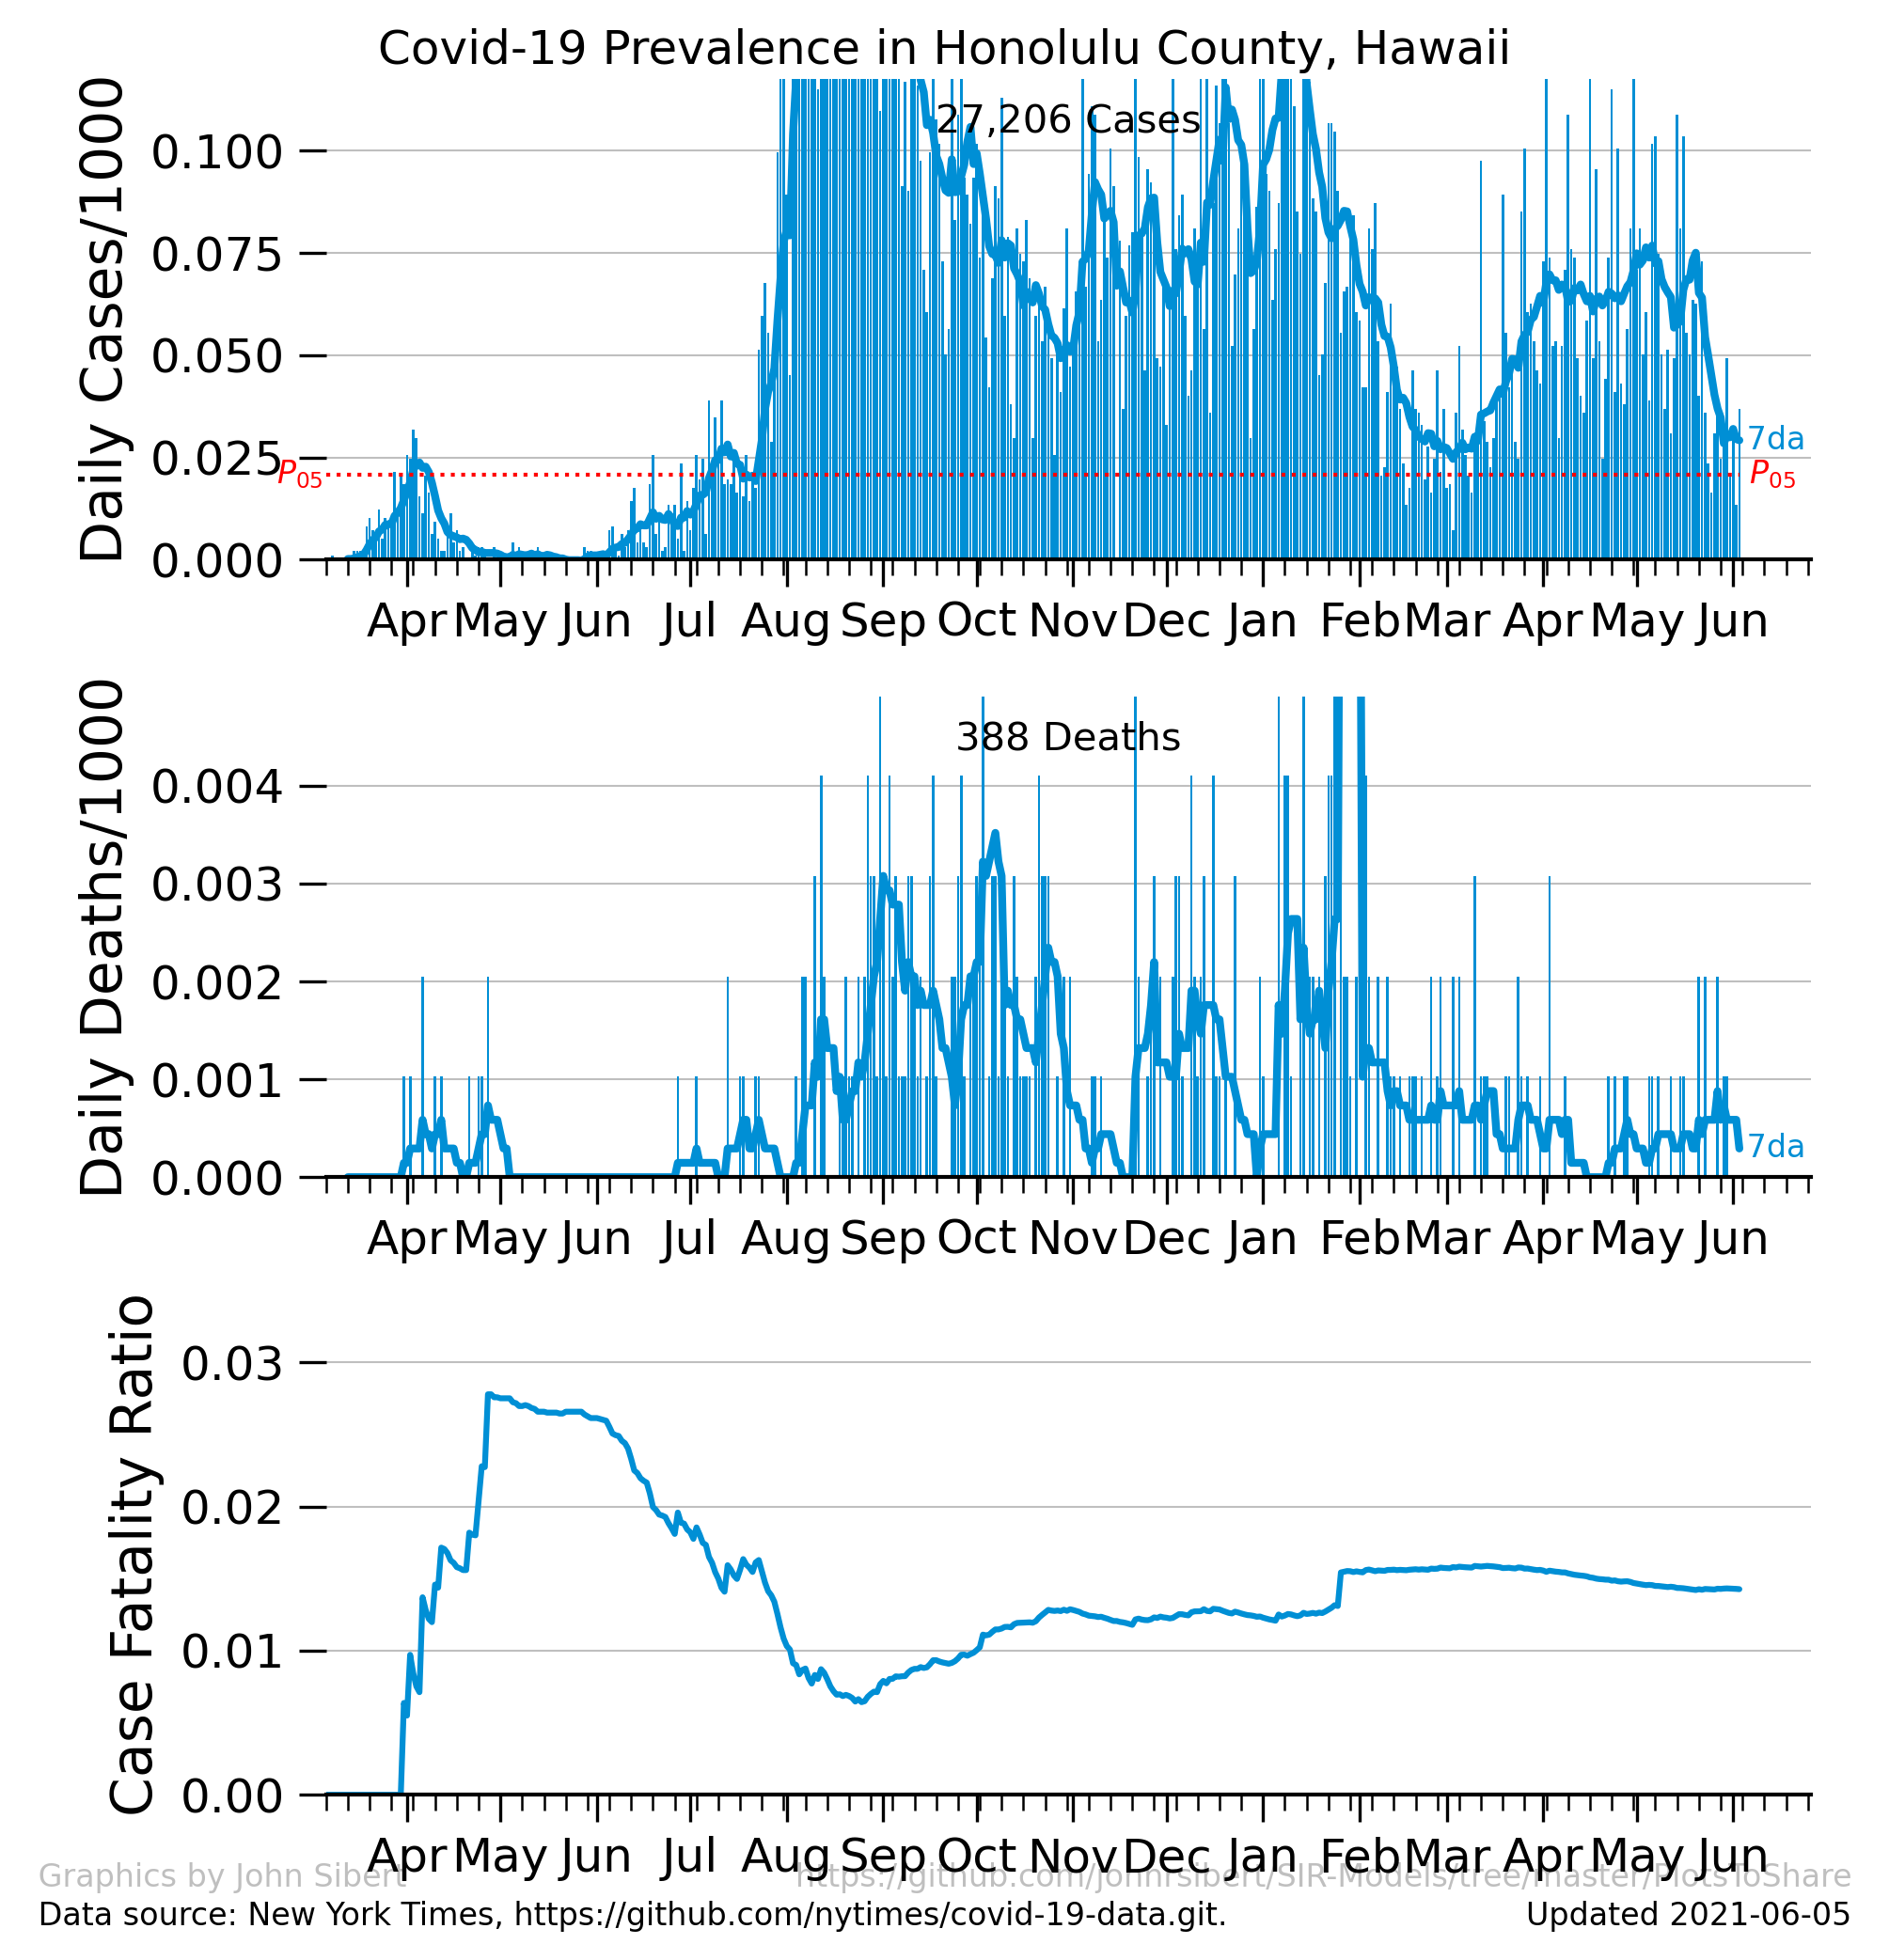 Covid-19 Prevalence in Honolulu County, Hawaii
Daily Cases/1000
27,206 Cases
0.100
0.075
0.050
0.025
0.000
P05
7da
P05
Apr May Jun Jul Aug Sep Oct Nov Dec Jan Feb Mar Apr May Jun
Daily Deaths/1000
388 Deaths
0.004
0.003
0.002
0.001
0.000
7da
Apr May Jun Jul Aug Sep Oct Nov Dec Jan Feb Mar Apr May Jun
Case Fatality Ratio
0.03
0.02
0.01
0.00
Apr May Jun Jul Aug Sep Oct Nov Dec Jan Feb Mar Apr May Jun
Graphics by John Sibert https://github.com/johnrsibert/SIR-Models/tree/master/PlotsToShare
Data source: New York Times, https://github.com/nytimes/covid-19-data.git. Updated 2021-06-05